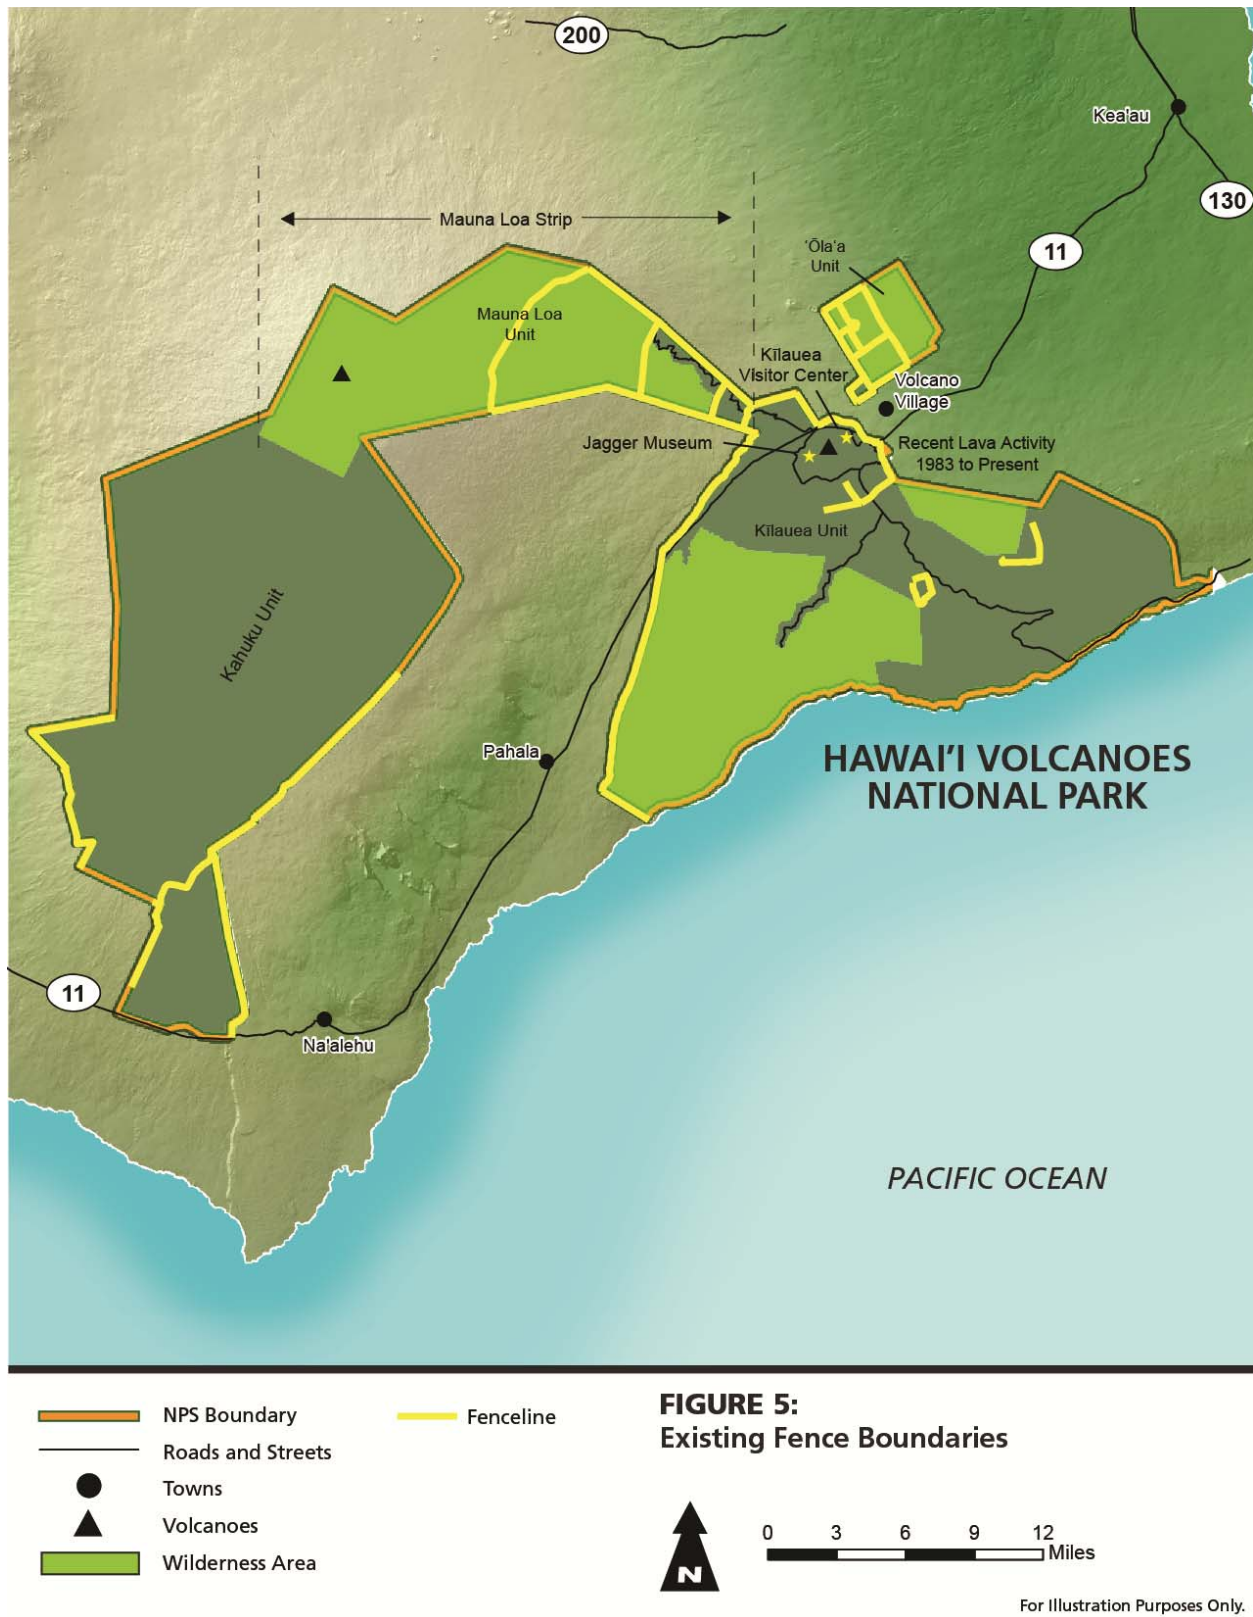 200
Kea'au
130
Mauna Loa Strip
11
'Ōla'a
Unit
Mauna Loa
Unit
Kīlauea
Visitor Center
Volcano
Village
Jagger Museum
Recent Lava Activity
1983 to Present
Kīlauea Unit
Kahuku Unit
Pahala
HAWAI'I VOLCANOES
NATIONAL PARK
11
Na'alehu
PACIFIC OCEAN
NPS Boundary
Roads and Streets
Towns
Volcanoes
Wilderness Area
Fenceline
FIGURE 5:
Existing Fence Boundaries
N
0 3 6 9 12
Miles
For Illustration Purposes Only.